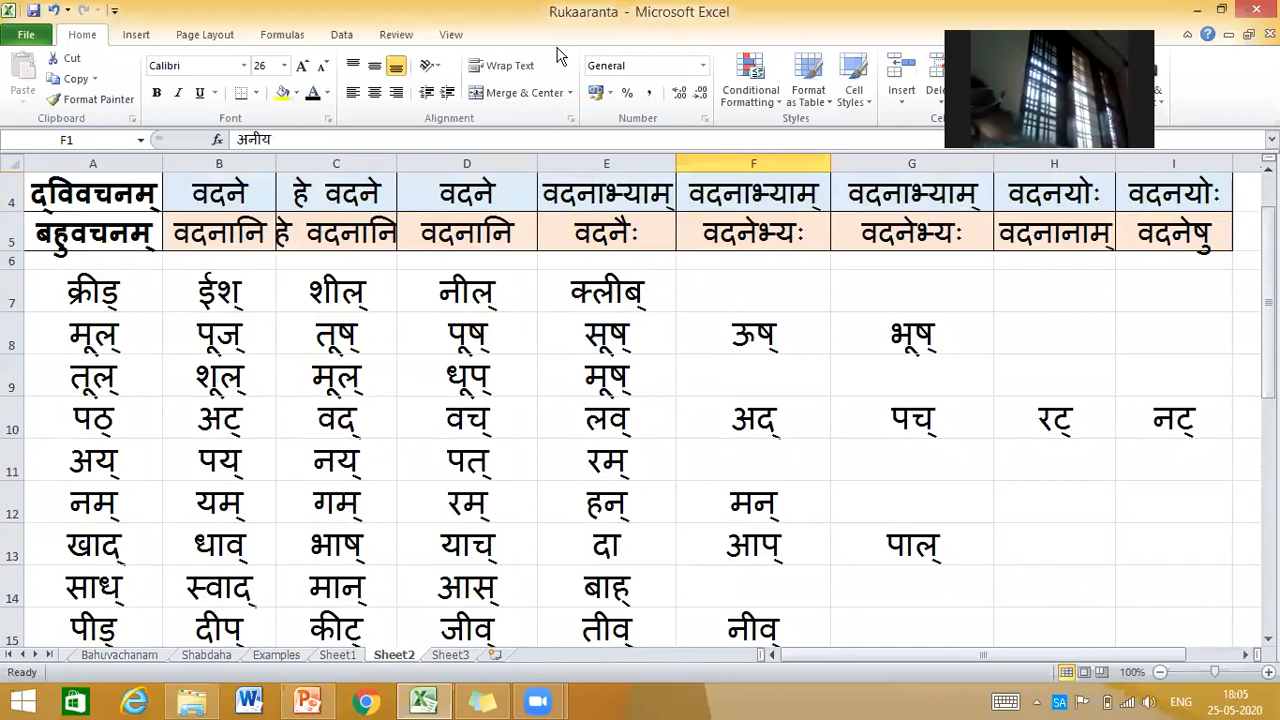 Rukaaranta - Microsoft Excel
File Home Insert Page Layout Formulas Data Review View
Cut Calibri 26 Wrap Text General
Paste Copy Conditional Format Cell Insert
Format Painter B I U Merge & Center % , Formatting as Table Styles
Clipboard Font Alignment Number Styles
F1 fx अनीय
A B C D E F G H I
4 द्विवचनम् वदने हे वदने वदने वदनाभ्याम् वदनाभ्याम् वदनाभ्याम् वदनयोः वदनयोः
5 बहुवचनम् वदनानि हे वदनानि वदनानि वदनैः वदनेभ्यः वदनेभ्यः वदनानाम् वदनेषु
6
7 क्रीड् ईश् शील् नील् क्लीब्
8 मूल् पूज् तूष् पूष् सूष् ऊष् भूष्
9 तूल् शूल् मूल् धूप् मूष्
10 पठ् अट् वद् वच् लव् अद् पच् रट् नट्
11 अय् पय् नय् पत् रम्
12 नम् यम् गम् रम् हन् मन्
13 खाद् धाव् भाष् याच् दा आप् पाल्
14 साध् स्वाद् मान् आस् बाह्
15 पीड् दीप् कीट् जीव् तीव् नीव्
Bahuvachanam Shabdaha Examples Sheet1 Sheet2 Sheet3
Ready 100%
ENG 18:05
25-05-2020